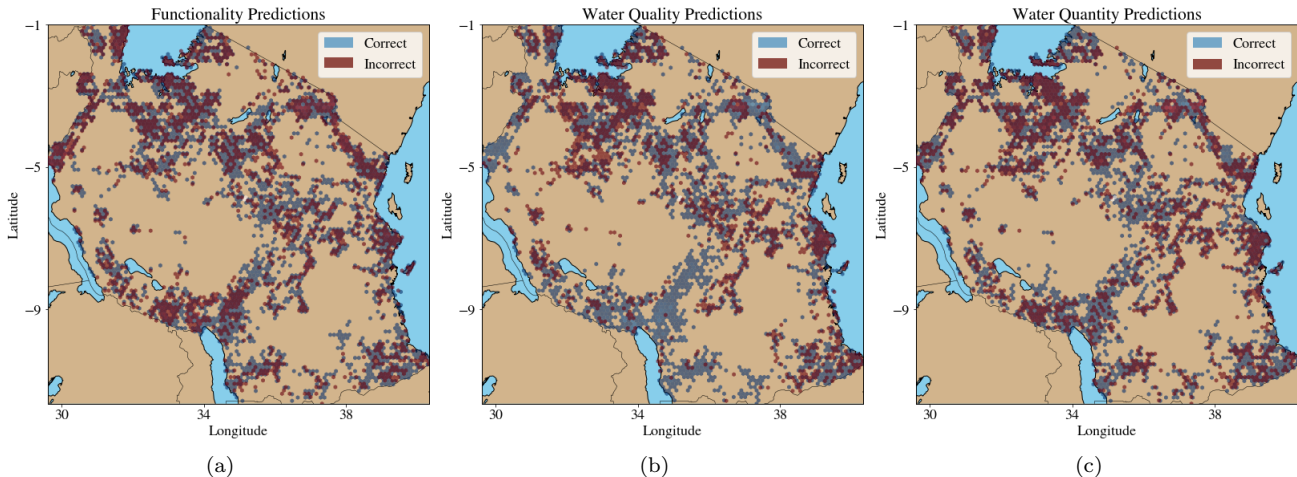 Functionality Predictions
Correct
Incorrect
−1
−5
−9
Latitude
30
34
38
Longitude
(a)
Water Quality Predictions
Correct
Incorrect
−1
−5
−9
Latitude
30
34
38
Longitude
(b)
Water Quantity Predictions
Correct
Incorrect
−1
−5
−9
Latitude
30
34
38
Longitude
(c)